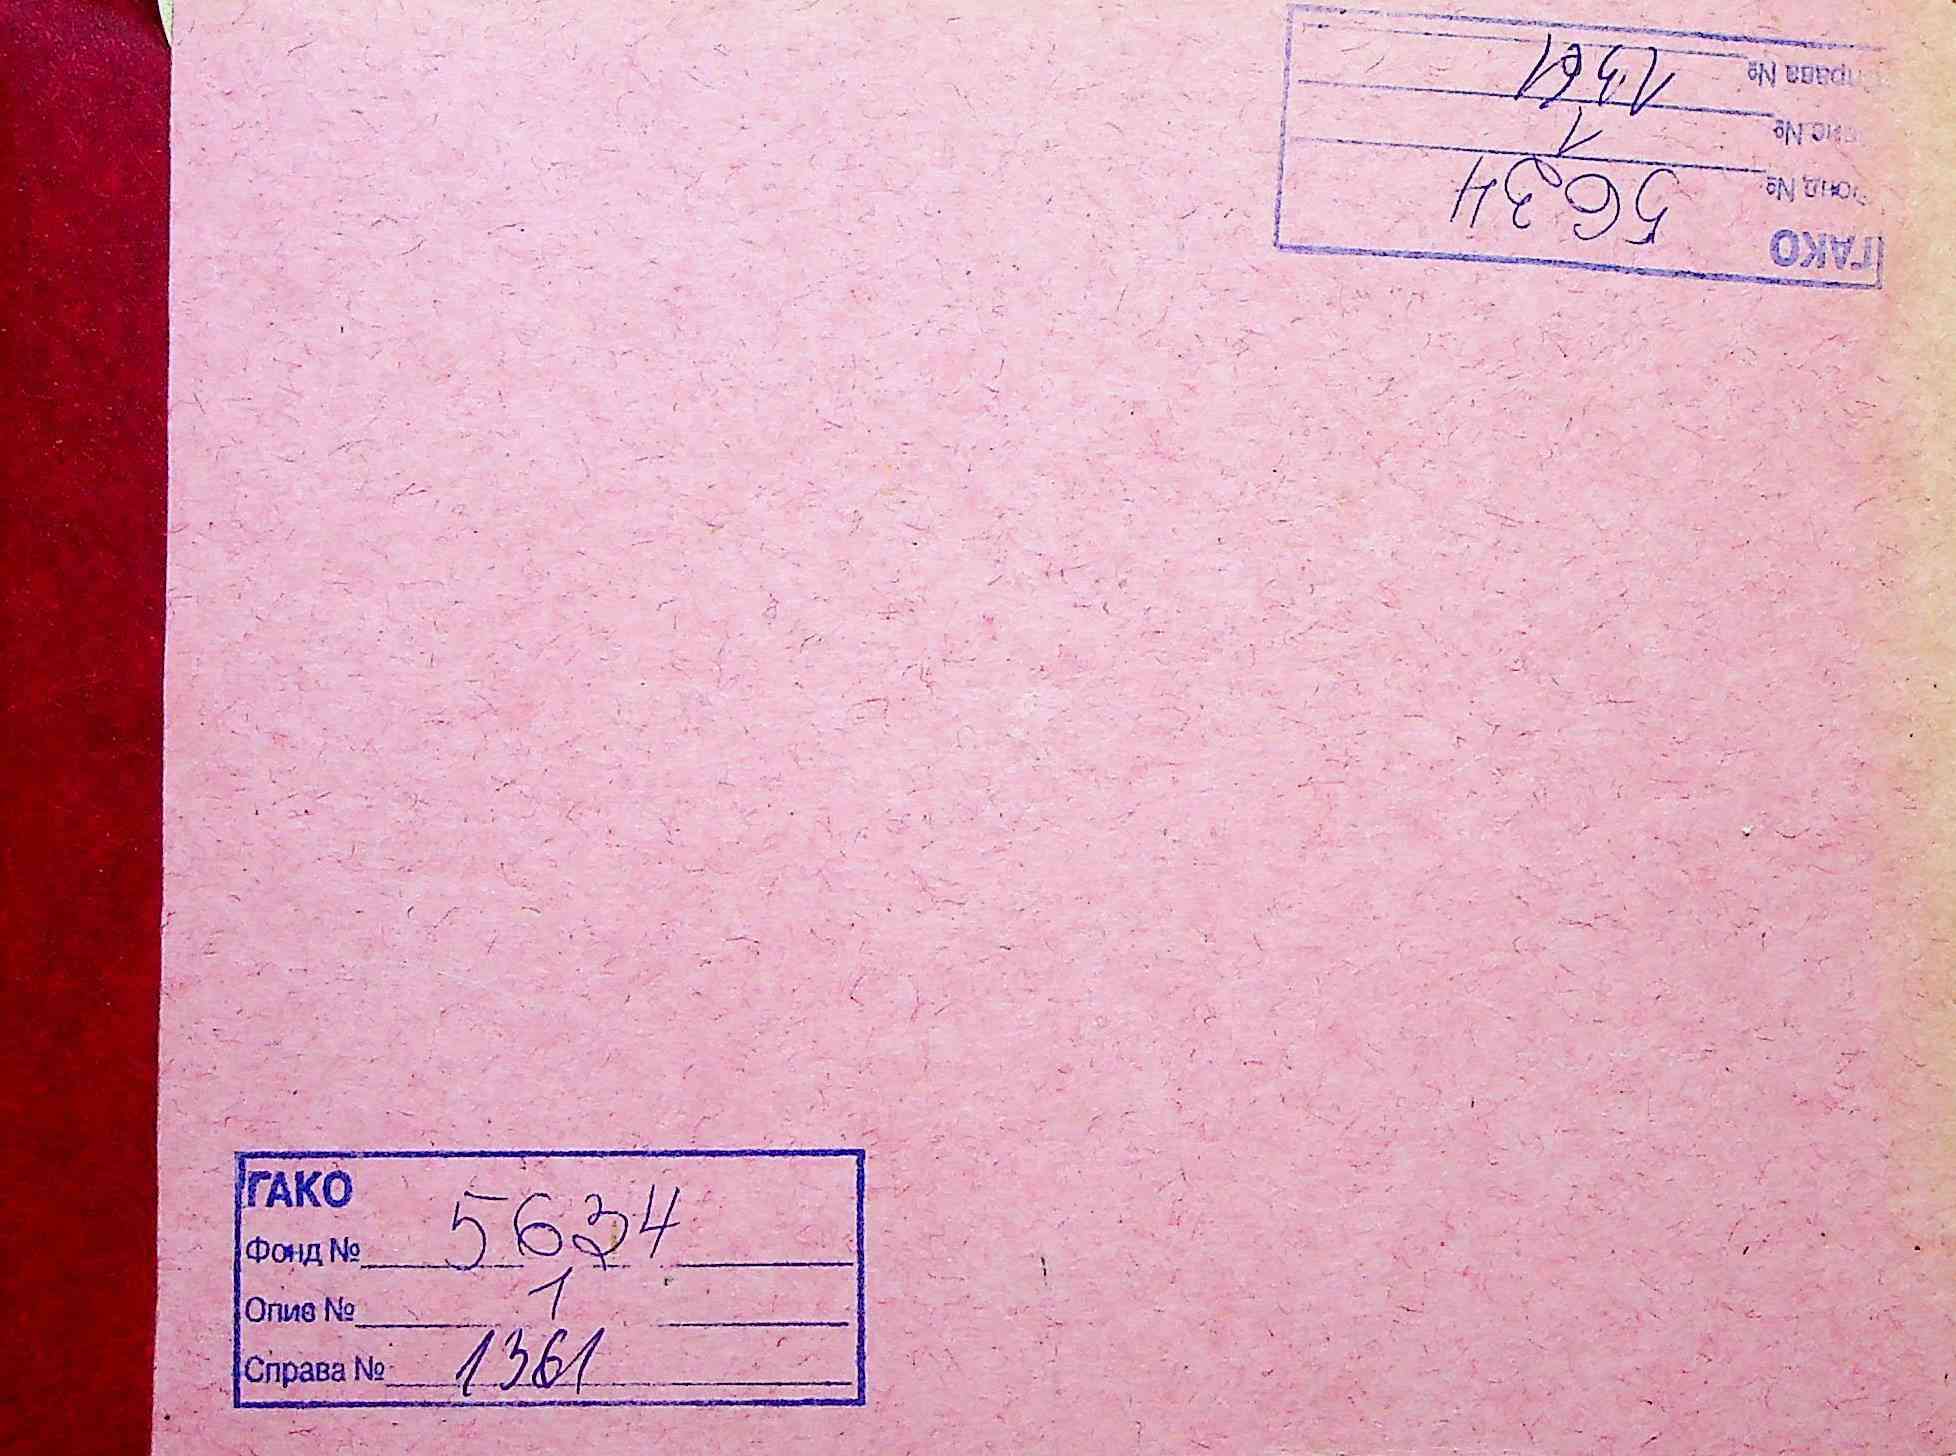 Справа № 1361
Опис № 1
Фонд № 5634
ГАКО
ГАКО
Фонд № 5634
Опис № 1
Справа № 1361